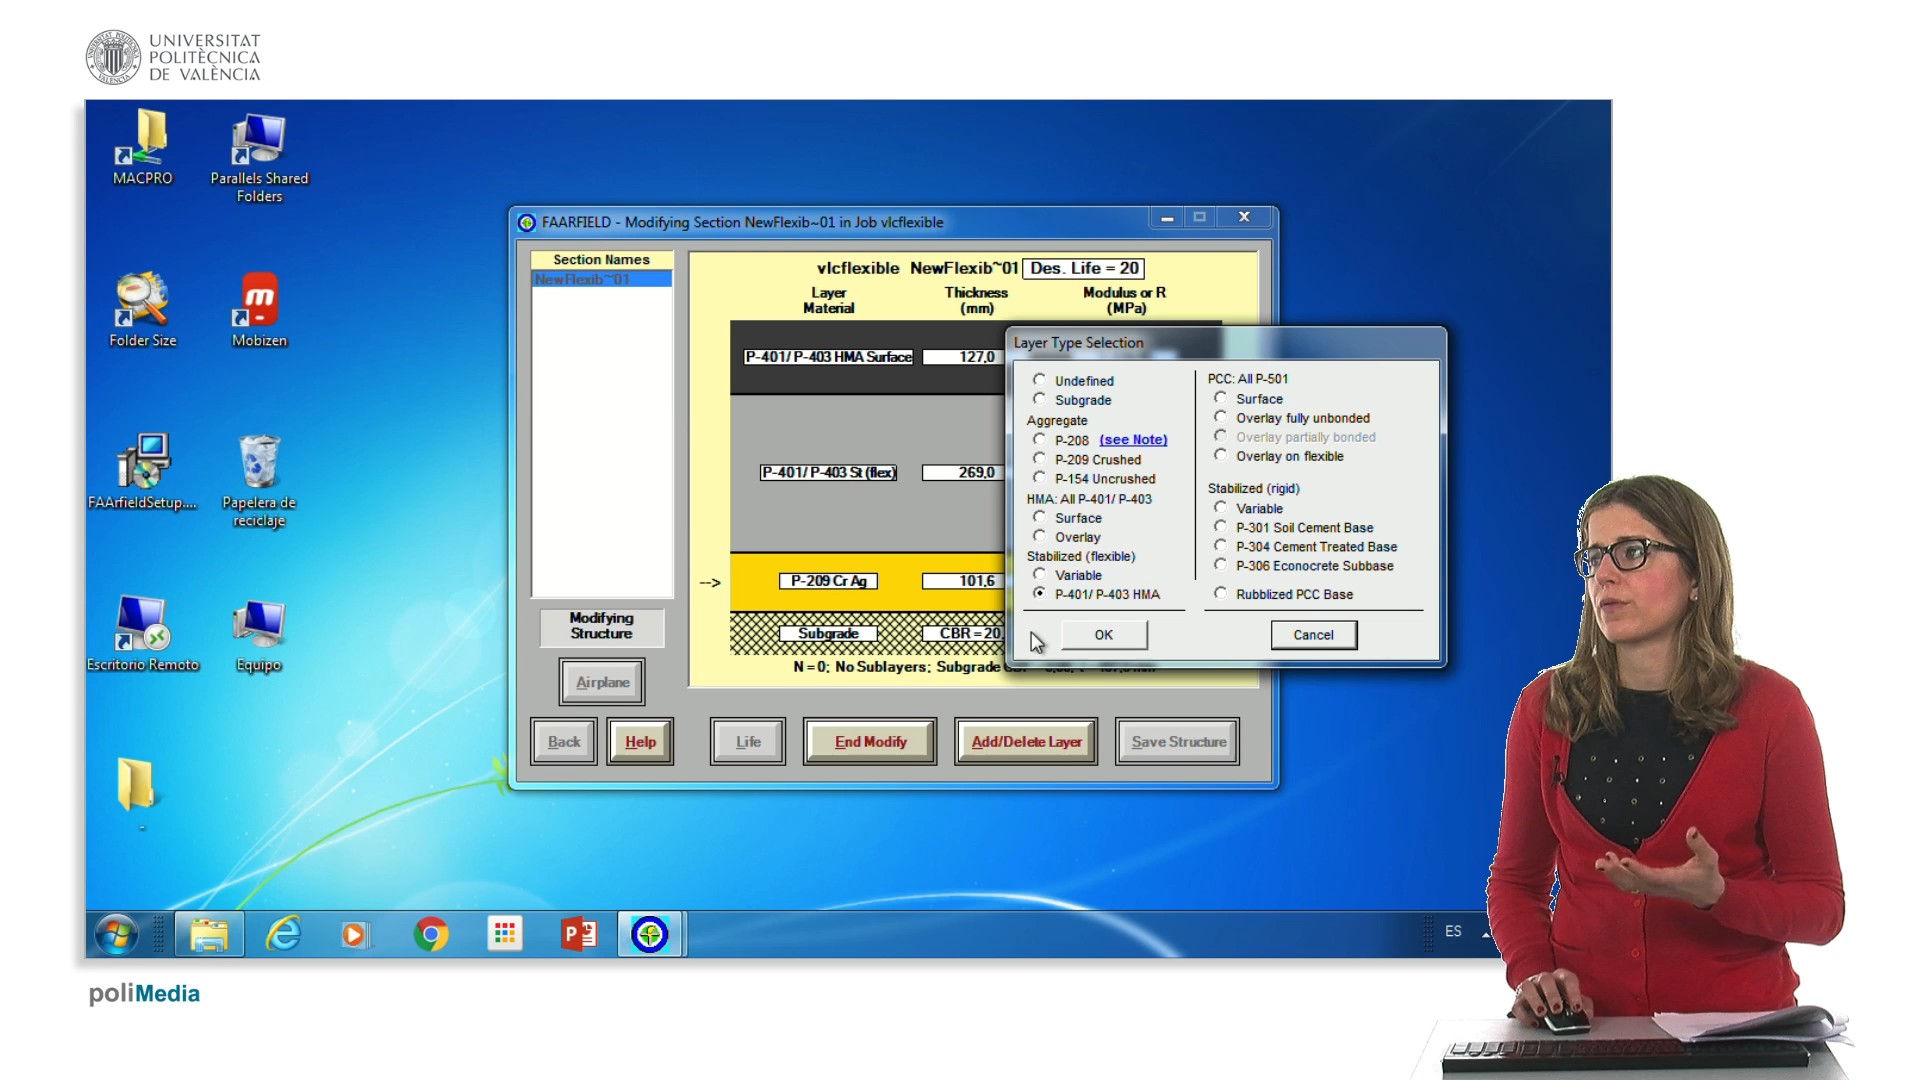 UNIVERSITAT
POLITÈCNICA
DE VALÈNCIA
MACPRO
Parallels Shared
Folders
Folder Size
Mobizen
FAArfieldSetup....
Papelera de
reciclaje
Escritorio Remoto
Equipo
-
FAARFIELD - Modifying Section NewFlexib~01 in Job vlcflexible
Section Names
NewFlexib~01
Modifying
Structure
Airplane
Back
Help
Life
End Modify
Add/Delete Layer
Save Structure
vlcflexible NewFlexib~01 Des. Life = 20
Layer
Material
Thickness
(mm)
Modulus or R
(MPa)
P-401/ P-403 HMA Surface
127,0
P-401/ P-403 St (flex)
269,0
-->
P-209 Cr Ag
101,6
Subgrade
CBR = 20,
N = 0; No Sublayers; Subgrade
Layer Type Selection
Undefined
Subgrade
Aggregate
P-208 (see Note)
P-209 Crushed
P-154 Uncrushed
HMA: All P-401/ P-403
Surface
Overlay
Stabilized (flexible)
Variable
P-401/ P-403 HMA
PCC: All P-501
Surface
Overlay fully unbonded
Overlay partially bonded
Overlay on flexible
Stabilized (rigid)
Variable
P-301 Soil Cement Base
P-304 Cement Treated Base
P-306 Econocrete Subbase
Rubblized PCC Base
OK
Cancel
ES
poliMedia